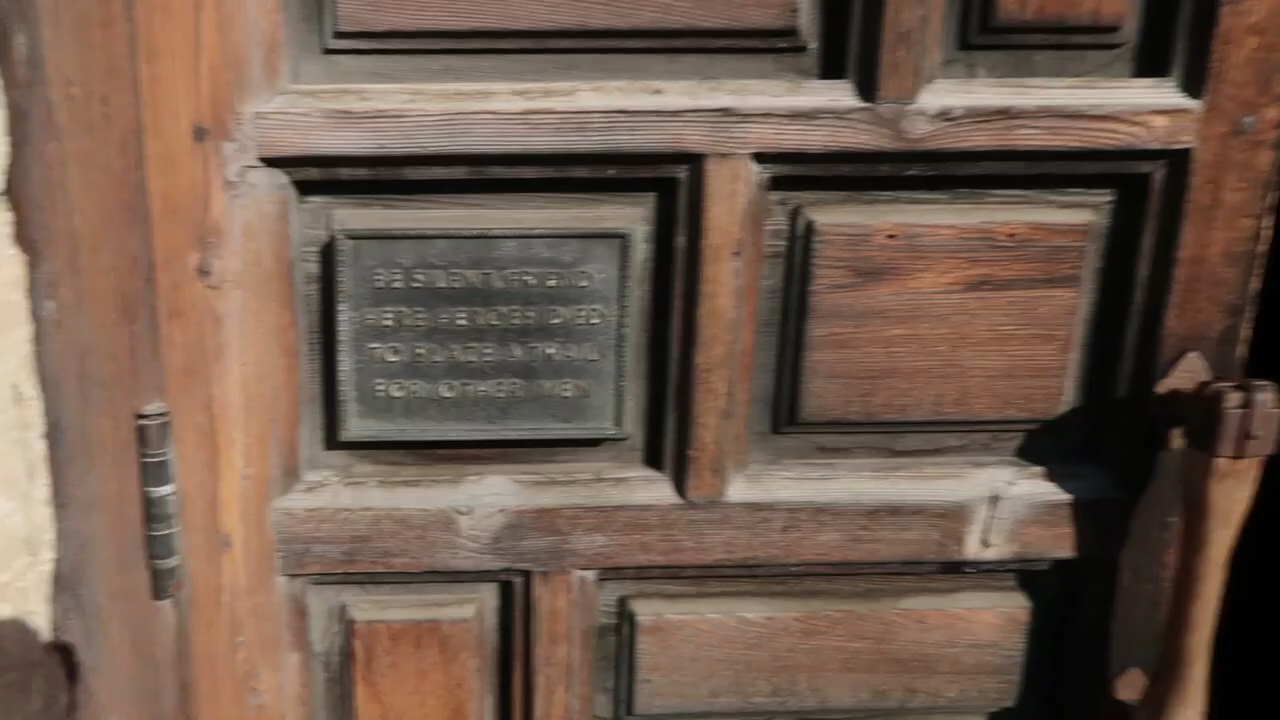 BE SILENT, FRIEND
HERE HEROES DIED
TO BLAZE A TRAIL
FOR OTHER MEN